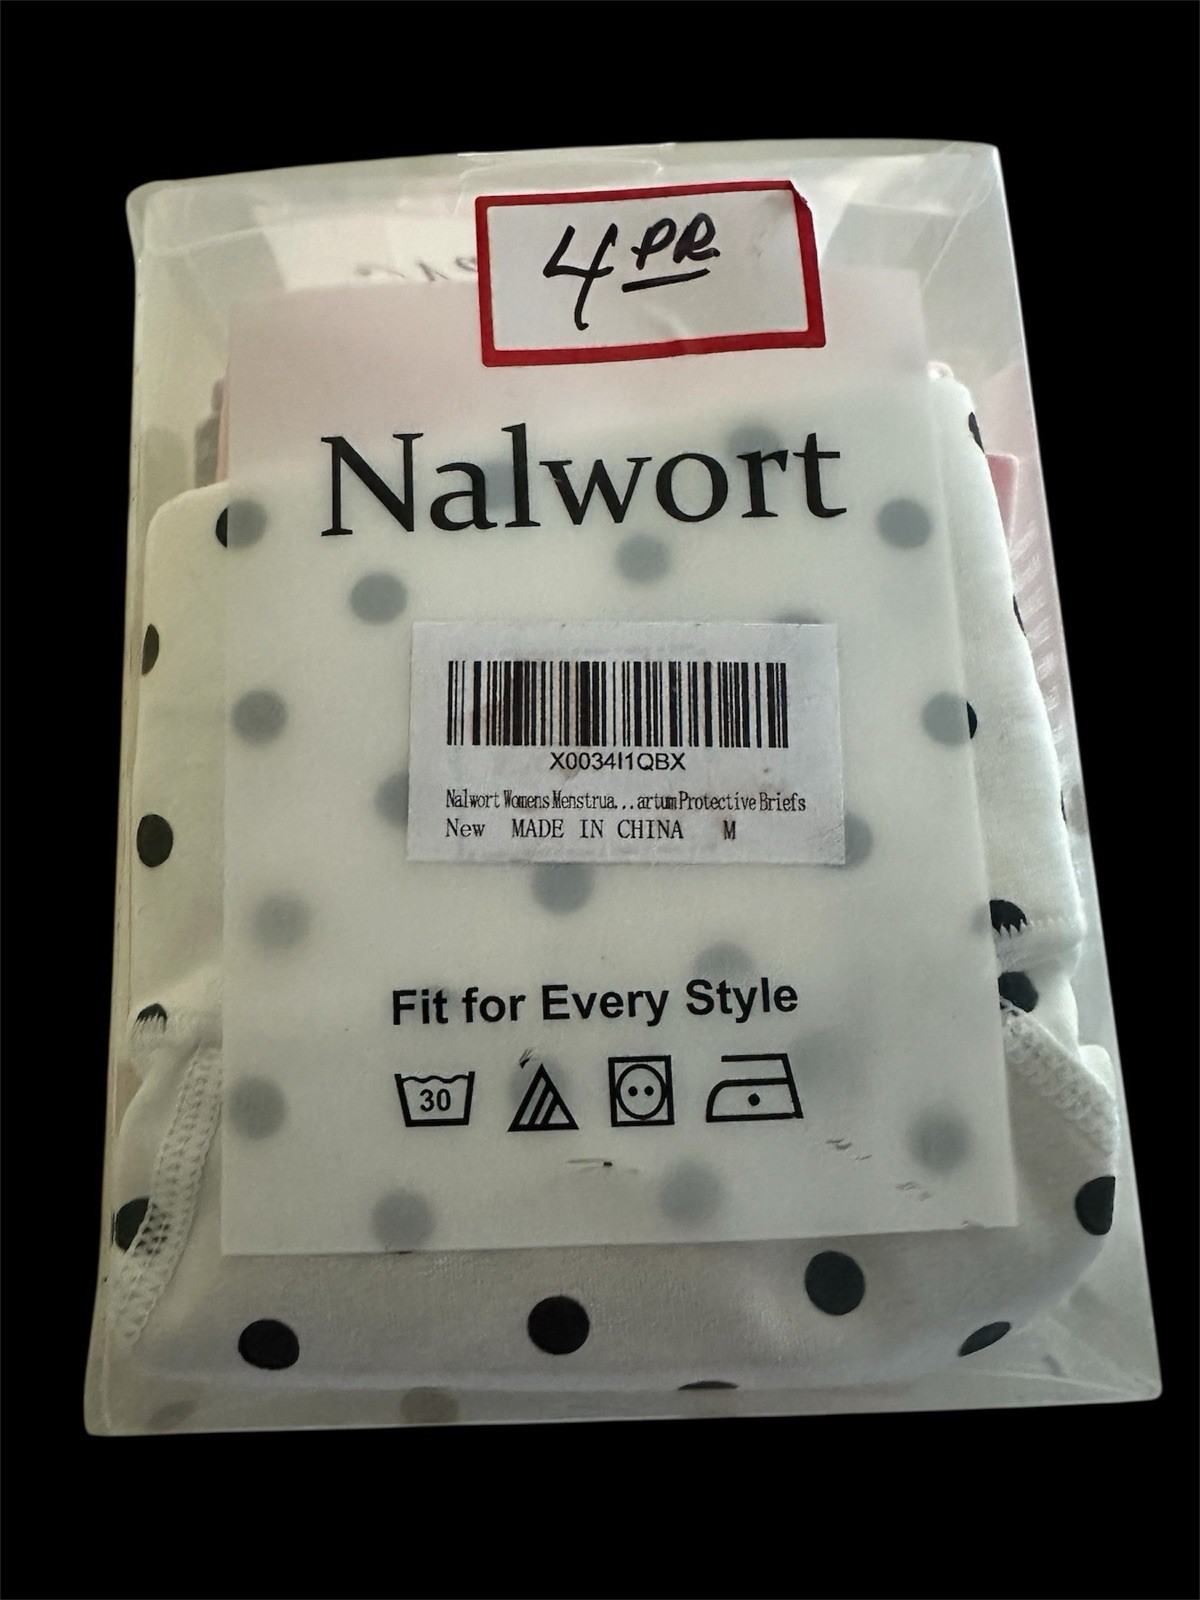 4 PR
Nalwort
X0034I1QBX
Nalwort Womens Menstrua...artum Protective Briefs
New MADE IN CHINA M
Fit for Every Style
30